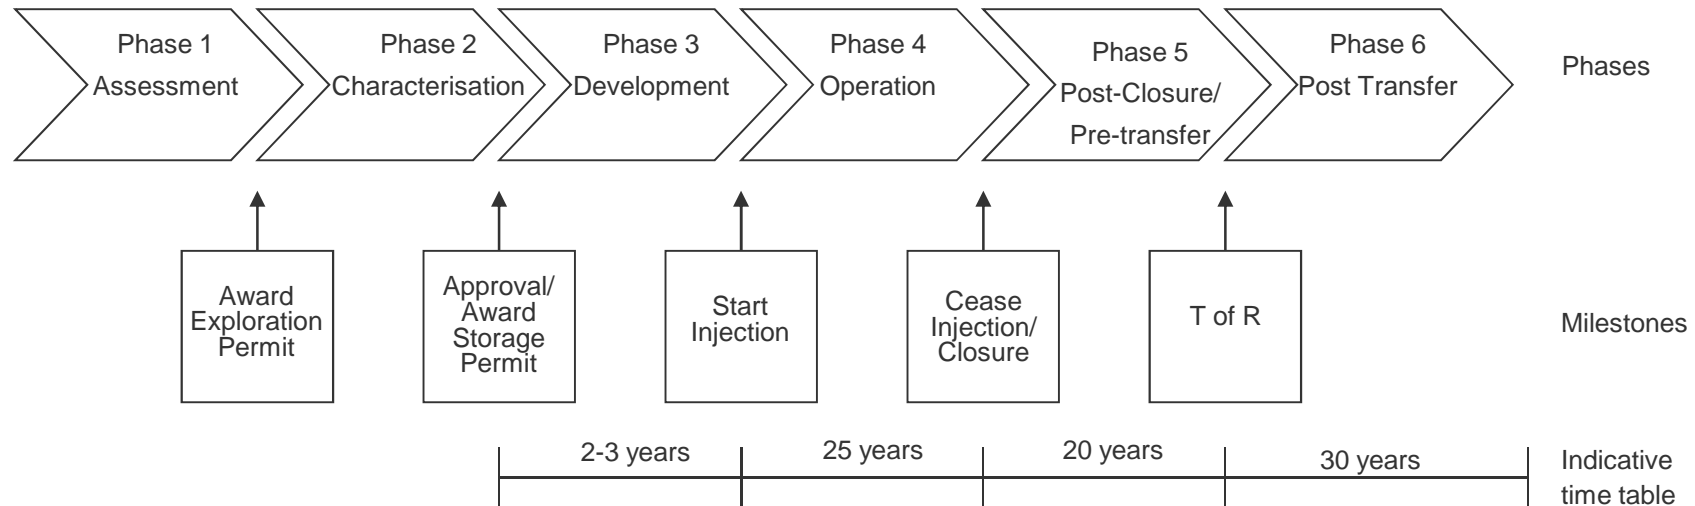 Phase 1
Assessment
Phase 2
Characterisation
Phase 3
Development
Phase 4
Operation
Phase 5
Post-Closure/
Pre-transfer
Phase 6
Post Transfer
Phases
Award
Exploration
Permit
Approval/
Award
Storage
Permit
Start
Injection
Cease
Injection/
Closure
T of R
Milestones
2-3 years
25 years
20 years
30 years
Indicative
time table